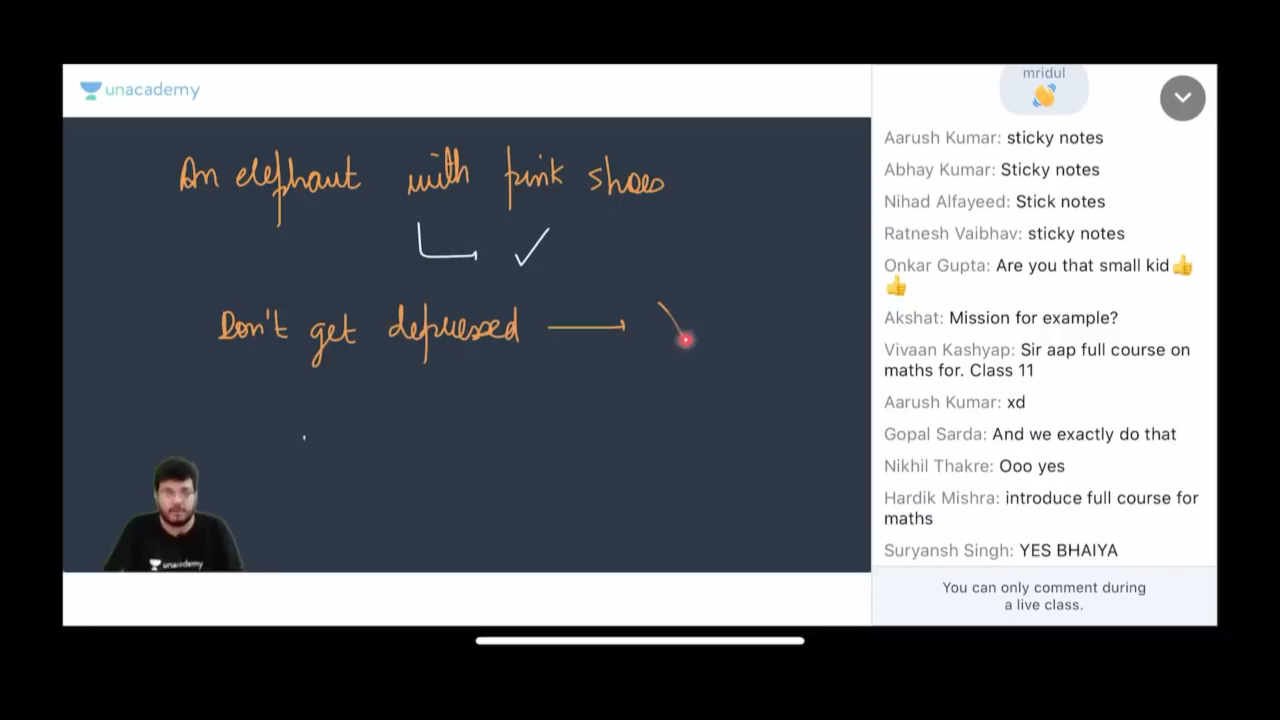 unacademy
An elephant with pink shoes
Don't get depressed
unacademy
mridul
Aarush Kumar: sticky notes
Abhay Kumar: Sticky notes
Nihad Alfayeed: Stick notes
Ratnesh Vaibhav: sticky notes
Onkar Gupta: Are you that small kid👍
👍
Akshat: Mission for example?
Vivaan Kashyap: Sir aap full course on
maths for. Class 11
Aarush Kumar: xd
Gopal Sarda: And we exactly do that
Nikhil Thakre: Ooo yes
Hardik Mishra: introduce full course for
maths
Suryansh Singh: YES BHAIYA
You can only comment during
a live class.